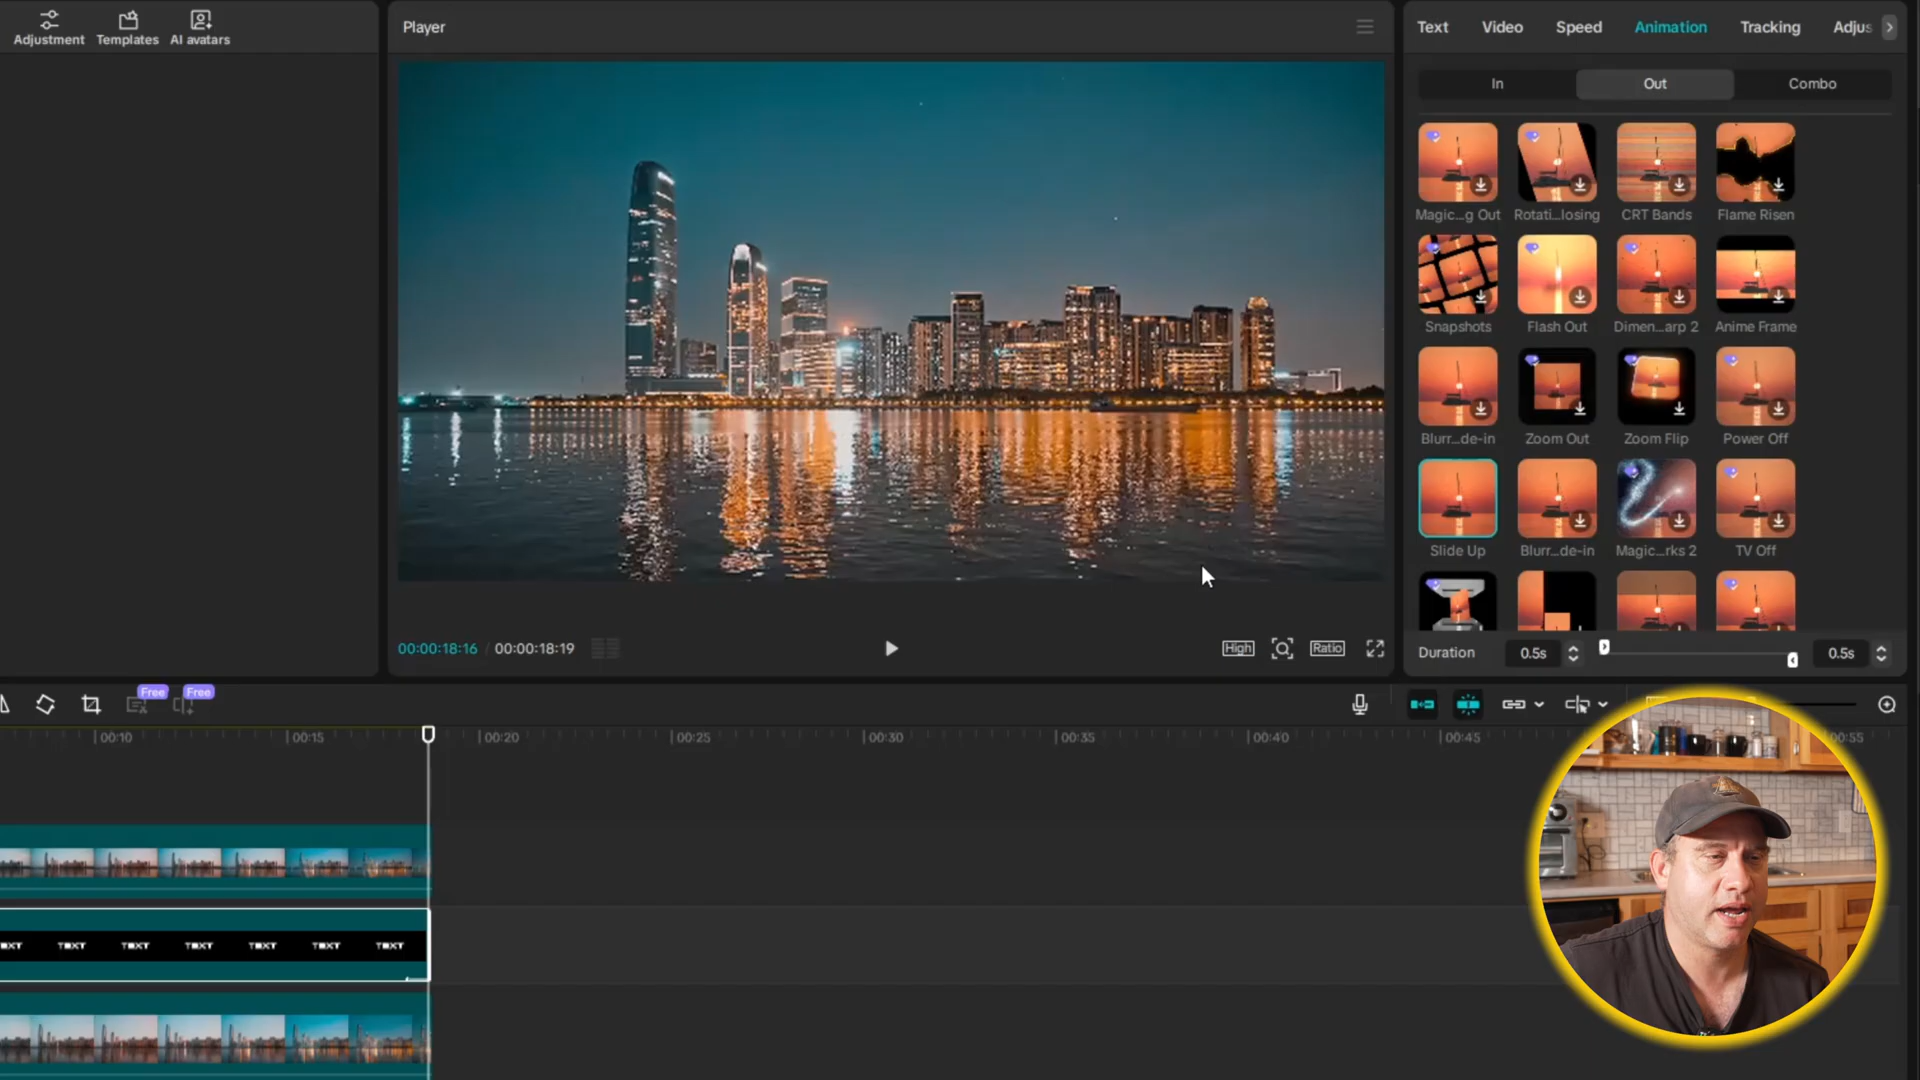 Adjustment Templates AI avatars
Player
Text Video Speed Animation Tracking Adjus
In Out Combo
Magic...g Out Rotati...losing CRT Bands Flame Risen
Snapshots Flash Out Dimen...arp 2 Anime Frame
Blurr...de-in Zoom Out Zoom Flip Power Off
Slide Up Blurr...de-in Magic...rks 2 TV Off
00:00:18:16 / 00:00:18:19 High Ratio
Duration 0.5s 0.5s
Free Free
00:10 00:15 00:20 00:25 00:30 00:35 00:40 00:45 00:55
EXT TEXT TEXT TEXT TEXT TEXT TEXT